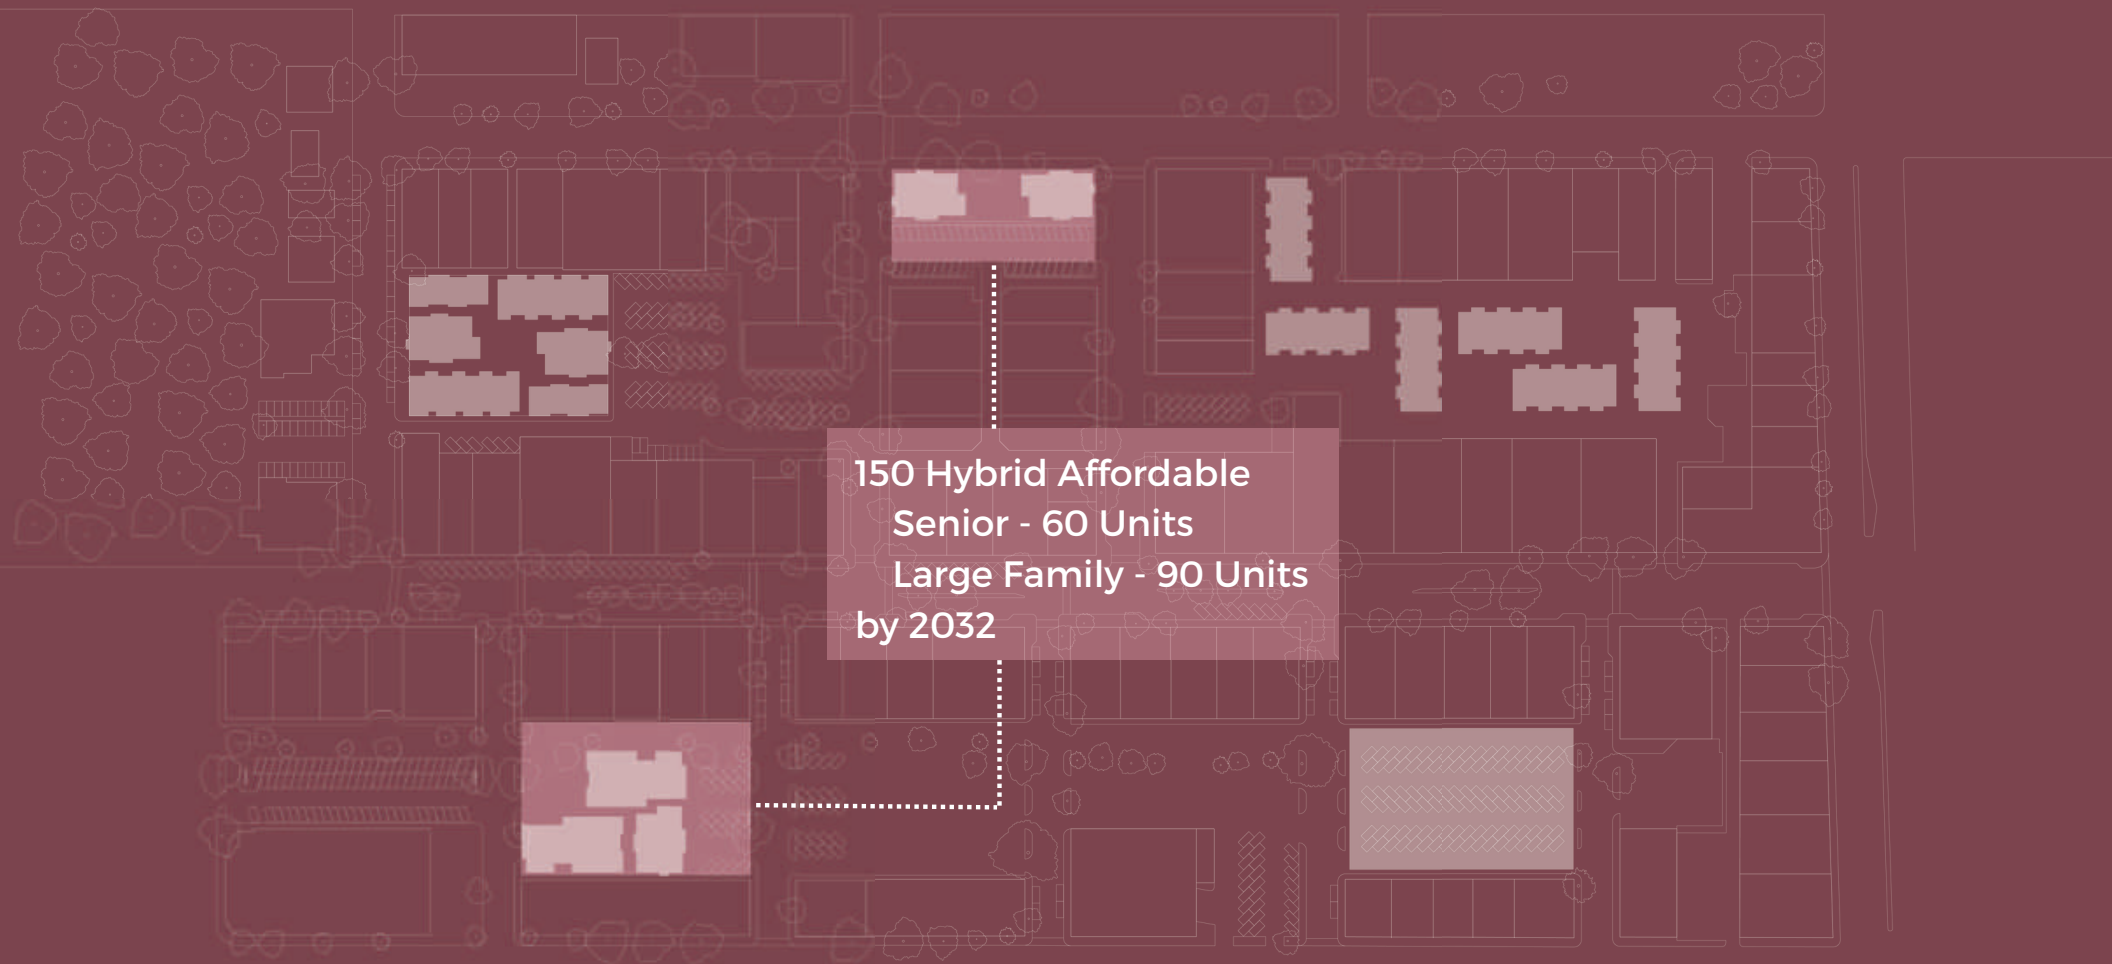 150 Hybrid Affordable
Senior - 60 Units
Large Family - 90 Units
by 2032